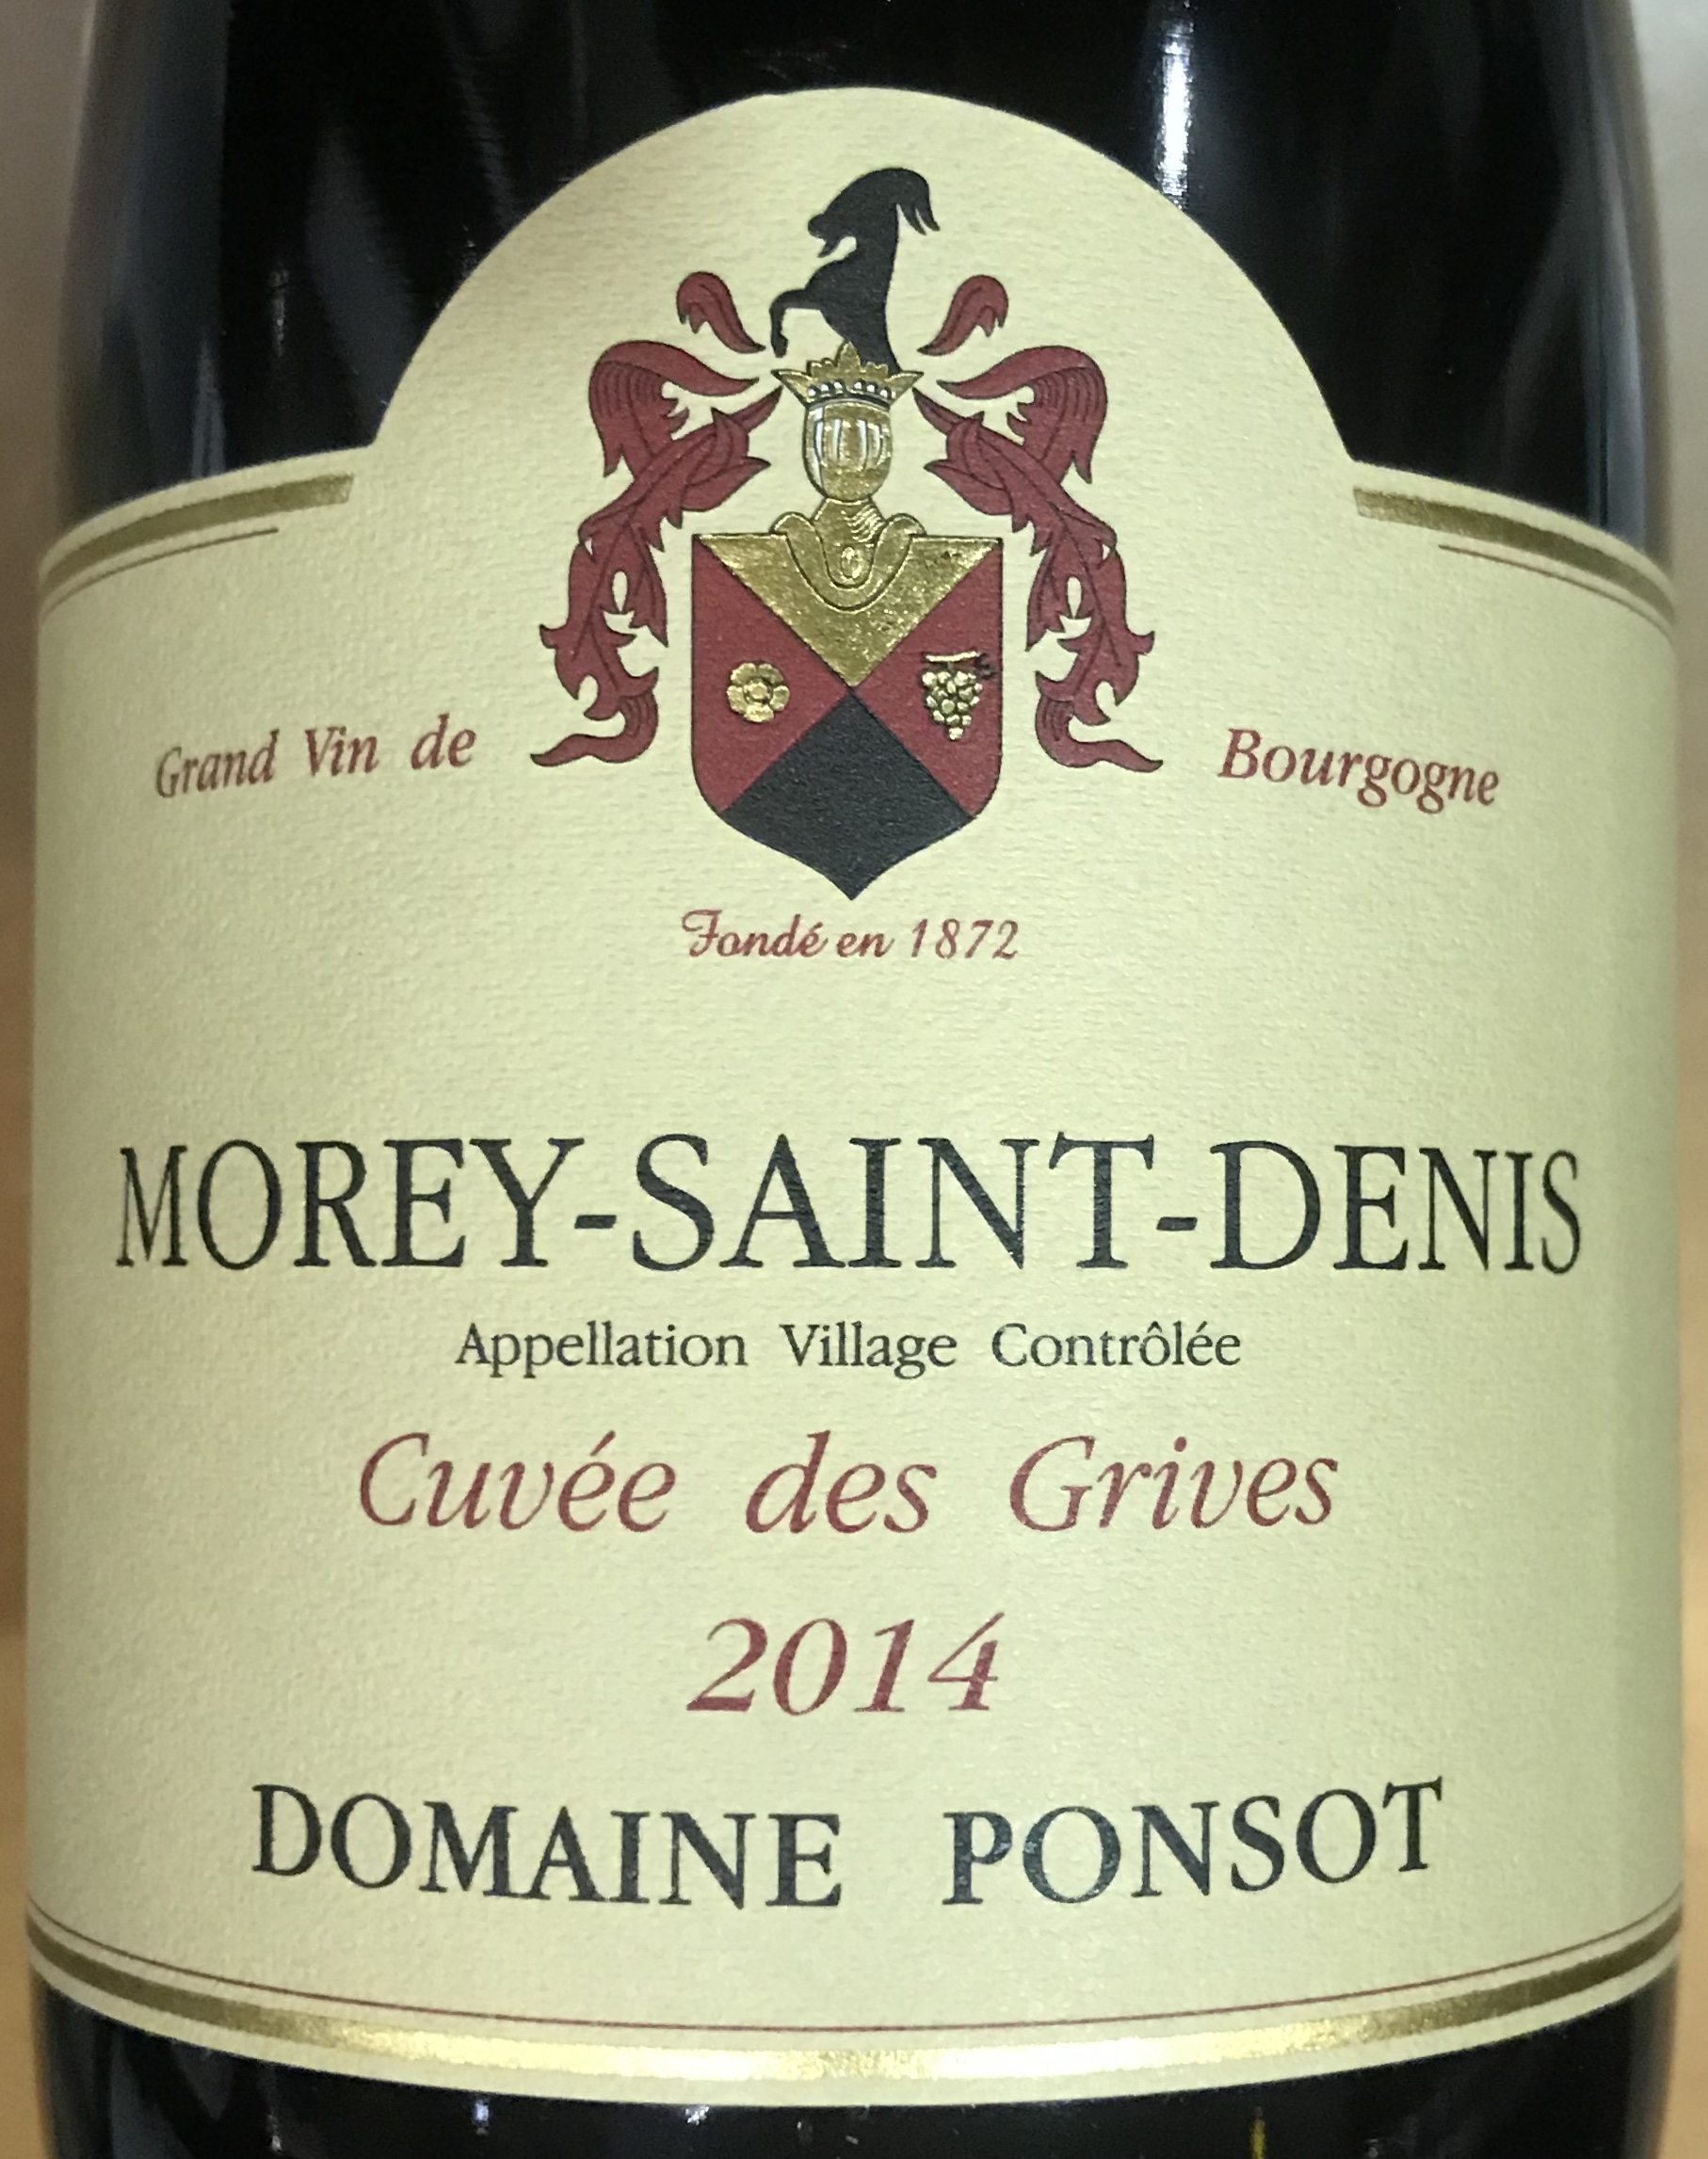 Grand Vin de Bourgogne
Fondé en 1872
MOREY-SAINT-DENIS
Appellation Village Contrôlée
Cuvée des Grives
2014
DOMAINE PONSOT